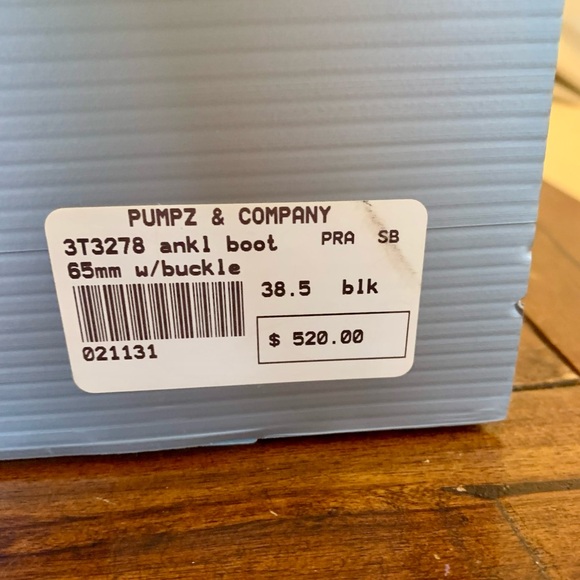 PUMPZ & COMPANY
3T3278 ankl boot PRA SB
65mm w/buckle
38.5 blk
$ 520.00
021131